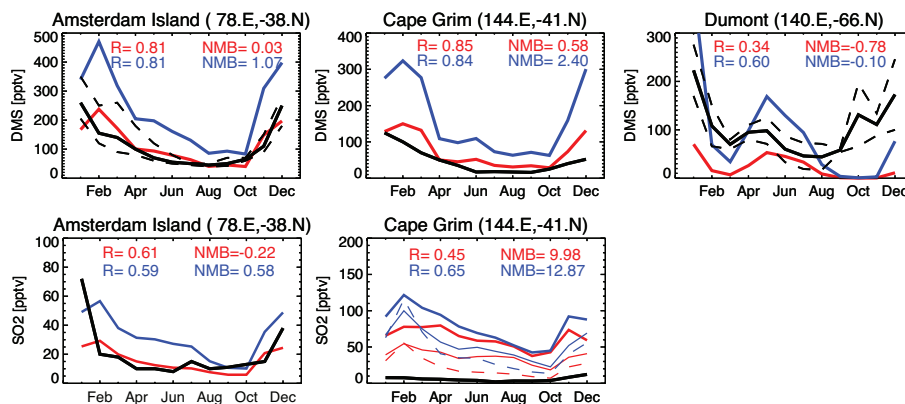 Amsterdam Island ( 78.E,-38.N)
DMS [pptv]
500
400
300
200
100
0
R= 0.81 NMB= 0.03
R= 0.81 NMB= 1.07
Feb Apr Jun Aug Oct Dec
Cape Grim (144.E,-41.N)
DMS [pptv]
400
300
200
100
0
R= 0.85 NMB= 0.58
R= 0.84 NMB= 2.40
Feb Apr Jun Aug Oct Dec
Dumont (140.E,-66.N)
DMS [pptv]
300
200
100
0
R= 0.34 NMB=-0.78
R= 0.60 NMB=-0.10
Feb Apr Jun Aug Oct Dec
Amsterdam Island ( 78.E,-38.N)
SO2 [pptv]
100
80
60
40
20
0
R= 0.61 NMB=-0.22
R= 0.59 NMB= 0.58
Feb Apr Jun Aug Oct Dec
Cape Grim (144.E,-41.N)
SO2 [pptv]
200
150
100
50
0
R= 0.45 NMB= 9.98
R= 0.65 NMB=12.87
Feb Apr Jun Aug Oct Dec